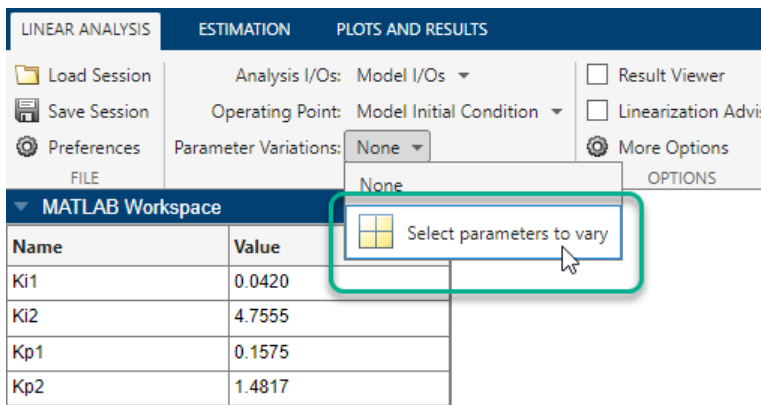 LINEAR ANALYSIS ESTIMATION PLOTS AND RESULTS
Load Session Analysis I/Os: Model I/Os Result Viewer
Save Session Operating Point: Model Initial Condition Linearization Advis
Preferences Parameter Variations: None More Options
FILE None OPTIONS
MATLAB Workspace
Select parameters to vary
Name Value
Ki1 0.0420
Ki2 4.7555
Kp1 0.1575
Kp2 1.4817